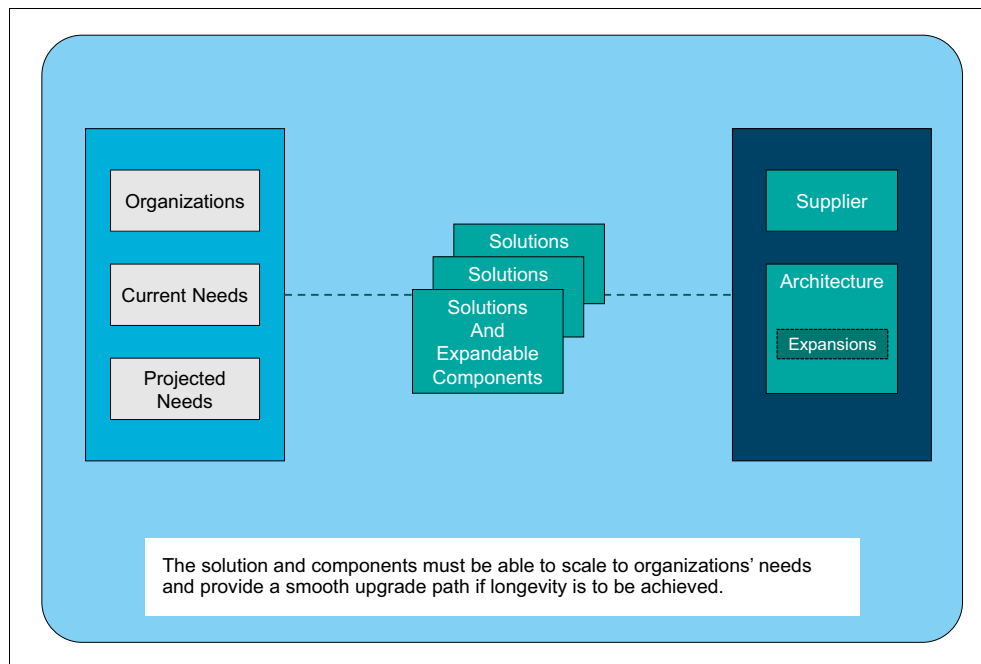 Organizations
Current Needs
Projected
Needs
Solutions
Solutions
Solutions
And
Expandable
Components
Supplier
Architecture
Expansions
The solution and components must be able to scale to organizations’ needs
and provide a smooth upgrade path if longevity is to be achieved.